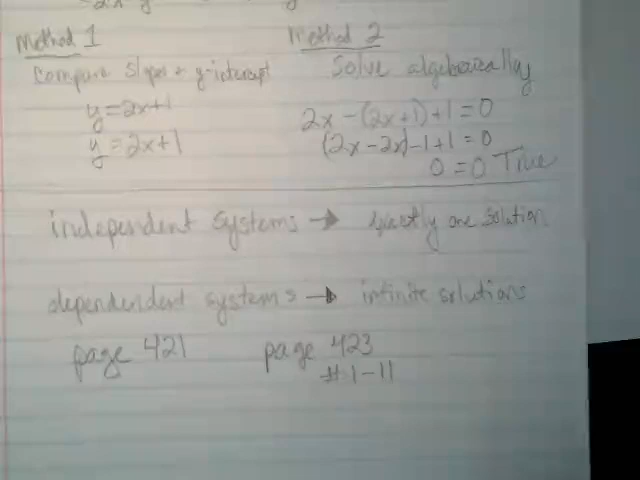 Method 1
Compare slopes + y-intercept
y=2x+1
y=2x+1
Method 2
Solve algebraically
2x-(2x+1)+1=0
(2x-2x)-1+1=0
0=0 True
independent systems → exactly one solution
dependendent systems → infinite solutions
page 421
page 423
#1-11